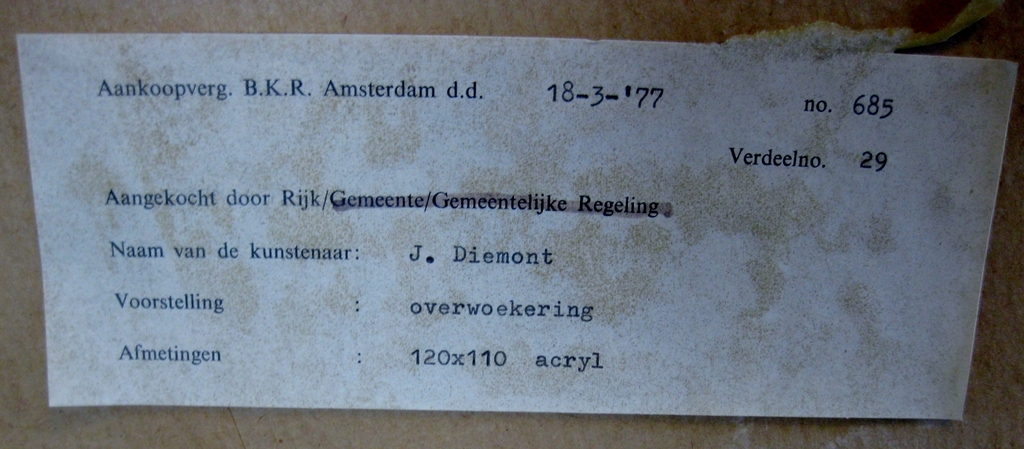 Aankoopverg. B.K.R. Amsterdam d.d. 18-3-'77 no. 685
Verdeelno. 29
Aangekocht door Rijk/Gemeente/Gemeentelijke Regeling.
Naam van de kunstenaar: J. Diemont
Voorstelling : overwoekering
Afmetingen : 120x110 acryl